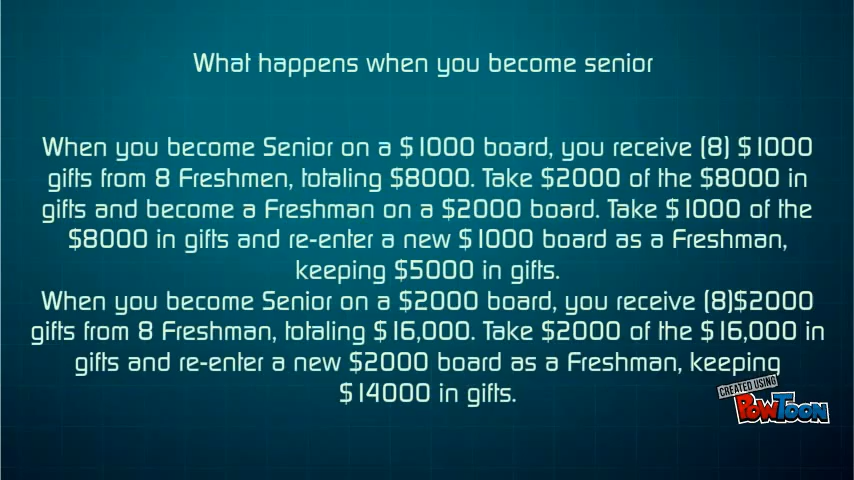 What happens when you become senior
When you become Senior on a $1000 board, you receive (8) $1000
gifts from 8 Freshmen, totaling $8000. Take $2000 of the $8000 in
gifts and become a Freshman on a $2000 board. Take $1000 of the
$8000 in gifts and re-enter a new $1000 board as a Freshman,
keeping $5000 in gifts.
When you become Senior on a $2000 board, you receive (8)$2000
gifts from 8 Freshman, totaling $16,000. Take $2000 of the $16,000 in
gifts and re-enter a new $2000 board as a Freshman, keeping
$14000 in gifts.
CREATED USING
POWTOON